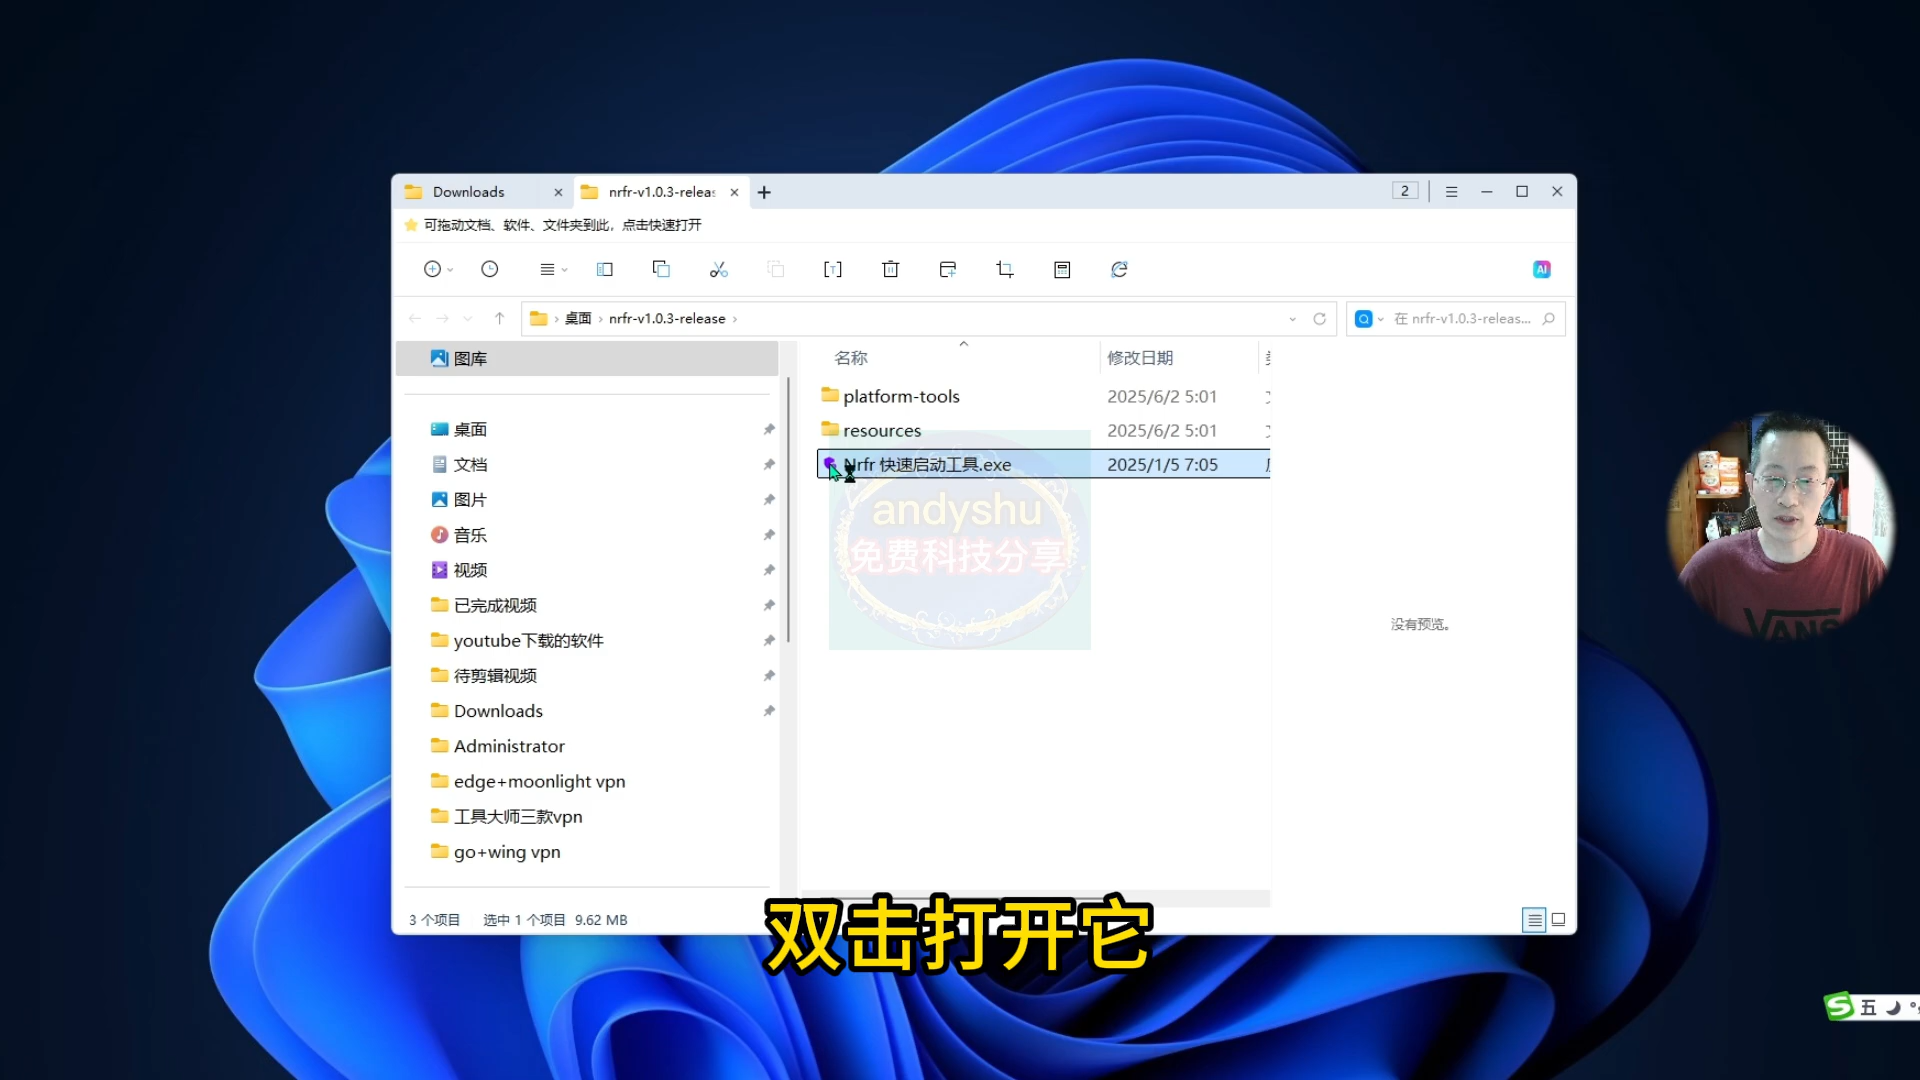 Downloads
nrfr-v1.0.3-releas
2
可拖动文档、软件、文件夹到此，点击快速打开
AI
桌面 › nrfr-v1.0.3-release ›
在 nrfr-v1.0.3-releas...
图库
桌面
文档
图片
音乐
视频
已完成视频
youtube下载的软件
待剪辑视频
Downloads
Administrator
edge+moonlight vpn
工具大师三款vpn
go+wing vpn
名称 修改日期
platform-tools 2025/6/2 5:01
resources 2025/6/2 5:01
Nrfr 快速启动工具.exe 2025/1/5 7:05
andyshu
免费科技分享
没有预览。
VANS
3 个项目 选中 1 个项目 9.62 MB
双击打开它
五